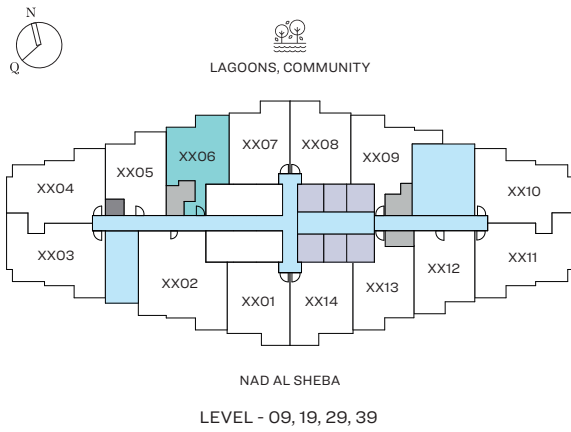 N
Q
LAGOONS, COMMUNITY
XX07 XX08
XX06 XX09
XX05
XX04 XX10
XX03 XX11
XX02 XX12
XX01 XX14 XX13
NAD AL SHEBA
LEVEL - 09, 19, 29, 39